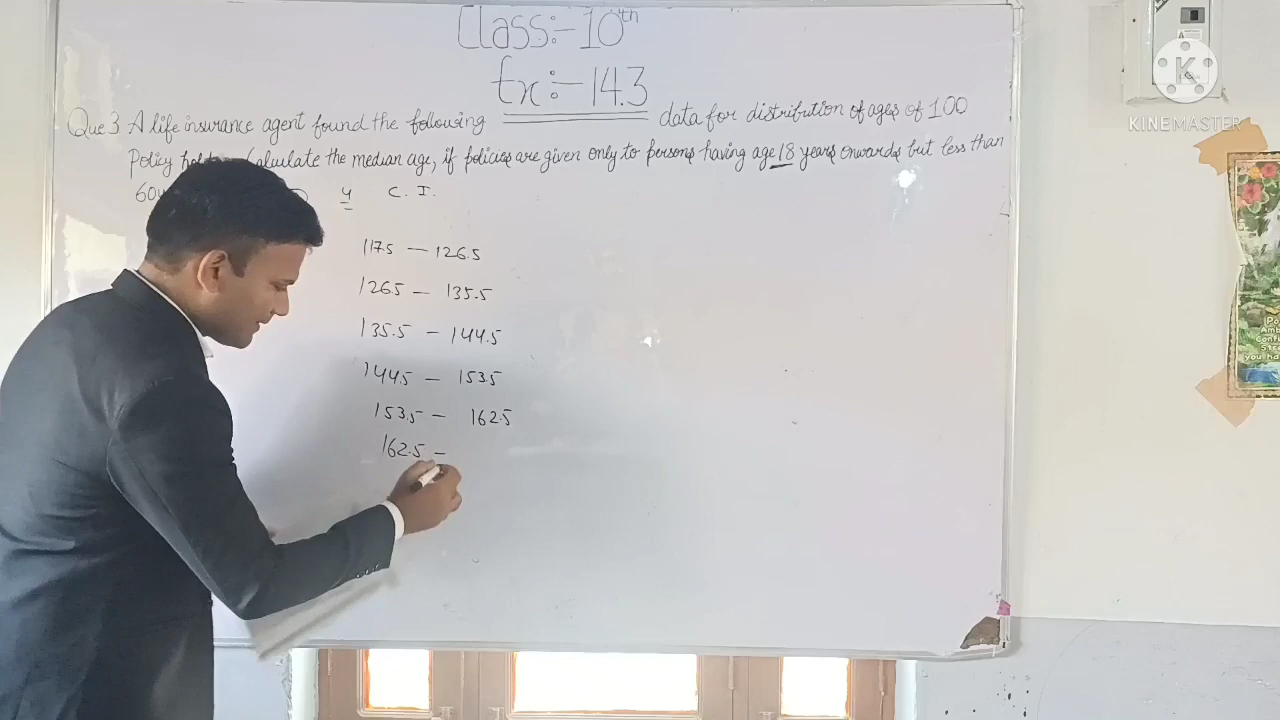 Class:- 10th
Ex:- 14.3
Que 3 A life insurance agent found the following data for distribution of ages of 100
Policy Calculate the median age, if policies are given only to persons having age 18 years onwards but less than
60
4 C. I.
117.5 — 126.5
126.5 — 135.5
135.5 — 144.5
144.5 — 153.5
153.5 — 162.5
162.5 —
KINEMASTER